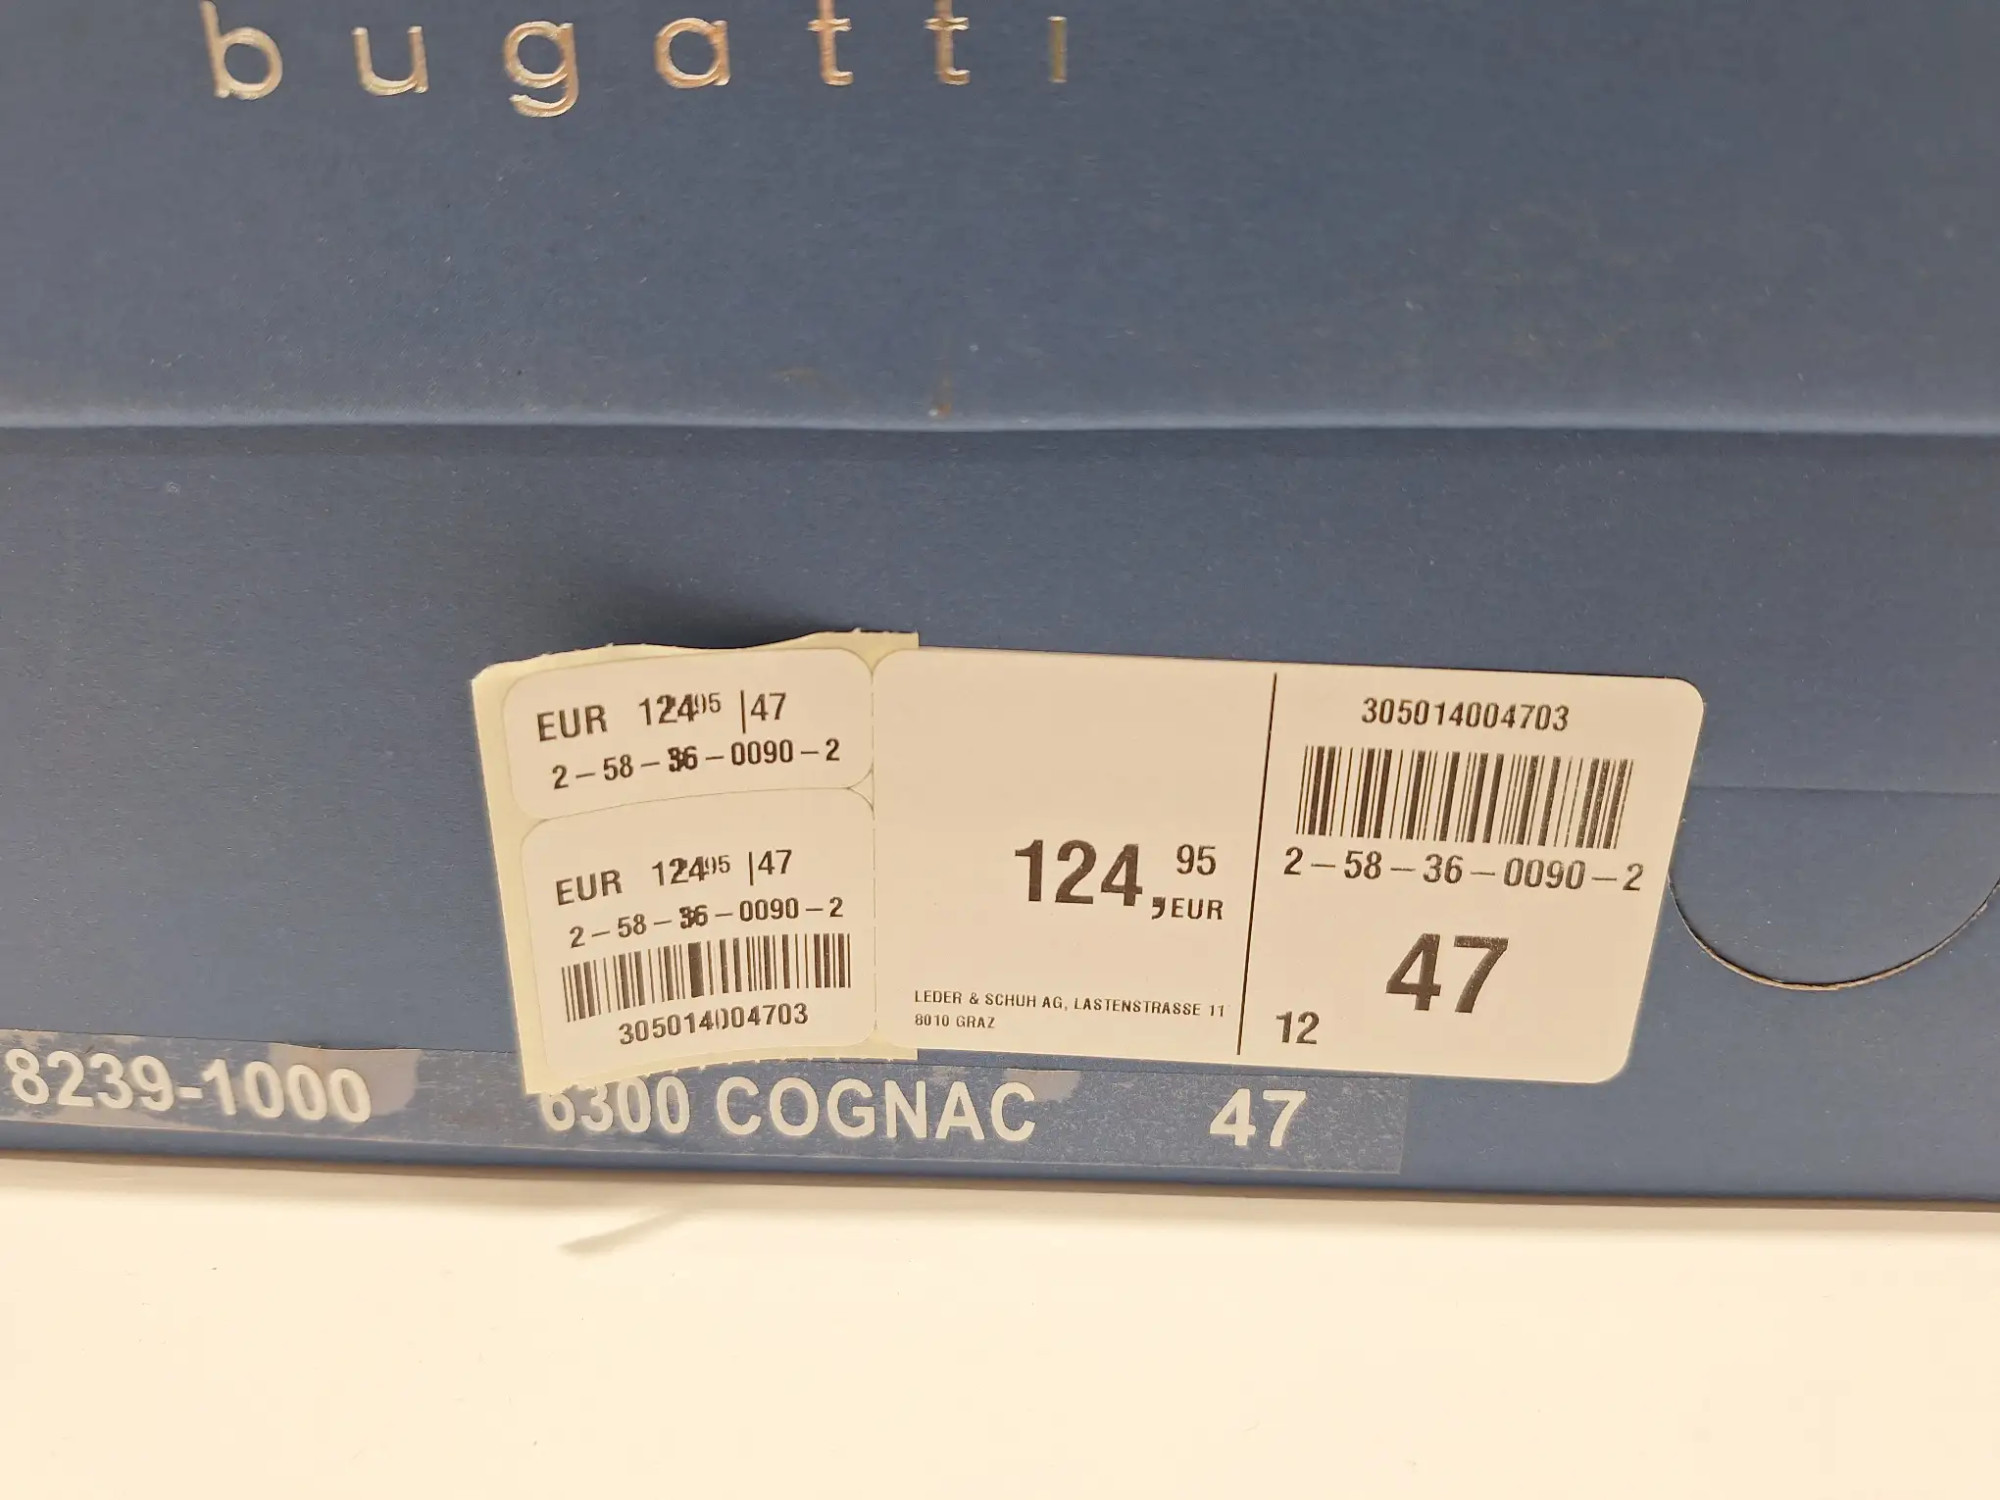 bugatti
EUR 124,95 |47
2-58-36-0090-2
EUR 124,95 |47
2-58-36-0090-2
305014004703
124,95 EUR
LEDER & SCHUH AG, LASTENSTRASSE 11
8010 GRAZ
305014004703
2-58-36-0090-2
47
12
8239-1000 6300 COGNAC 47